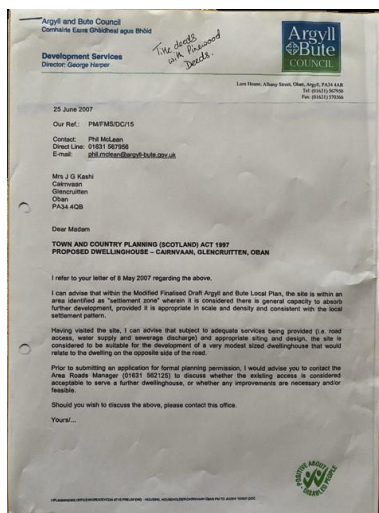 Argyll and Bute Council
Comhairle Earra Ghàidheal agus Bhòid
Development Services
Director: George Harper
Title deeds
with Pinewood
Deeds.
Argyll
&Bute
COUNCIL
Lorn House, Albany Street, Oban, Argyll, PA34 4AR
Tel: (01631) 567950
Fax: (01631) 570366
25 June 2007
Our Ref.: PM/FMS/DC/15
Contact: Phil McLean
Direct Line: 01631 567956
E-mail: phil.mclean@argyll-bute.gov.uk
Mrs J G Kashi
Cairnvaan
Glencruitten
Oban
PA34 4QB
Dear Madam
TOWN AND COUNTRY PLANNING (SCOTLAND) ACT 1997
PROPOSED DWELLINGHOUSE – CAIRNVAAN, GLENCRUITTEN, OBAN
I refer to your letter of 8 May 2007 regarding the above.
I can advise that within the Modified Finalised Draft Argyll and Bute Local Plan, the site is within an
area identified as "settlement zone" wherein it is considered there is general capacity to absorb
further development, provided it is appropriate in scale and density and consistent with the local
settlement pattern.
Having visited the site, I can advise that subject to adequate services being provided (i.e. road
access, water supply and sewerage discharge) and appropriate siting and design, the site is
considered to be suitable for the development of a very modest sized dwellinghouse that would
relate to the dwelling on the opposite side of the road.
Prior to submitting an application for formal planning permission, I would advise you to contact the
Area Roads Manager (01631 562125) to discuss whether the existing access is considered
acceptable to serve a further dwellinghouse, or whether any improvements are necessary and/or
feasible.
Should you wish to discuss the above, please contact this office.
Yours/...
POSITIVE ABOUT
DISABLED PEOPLE